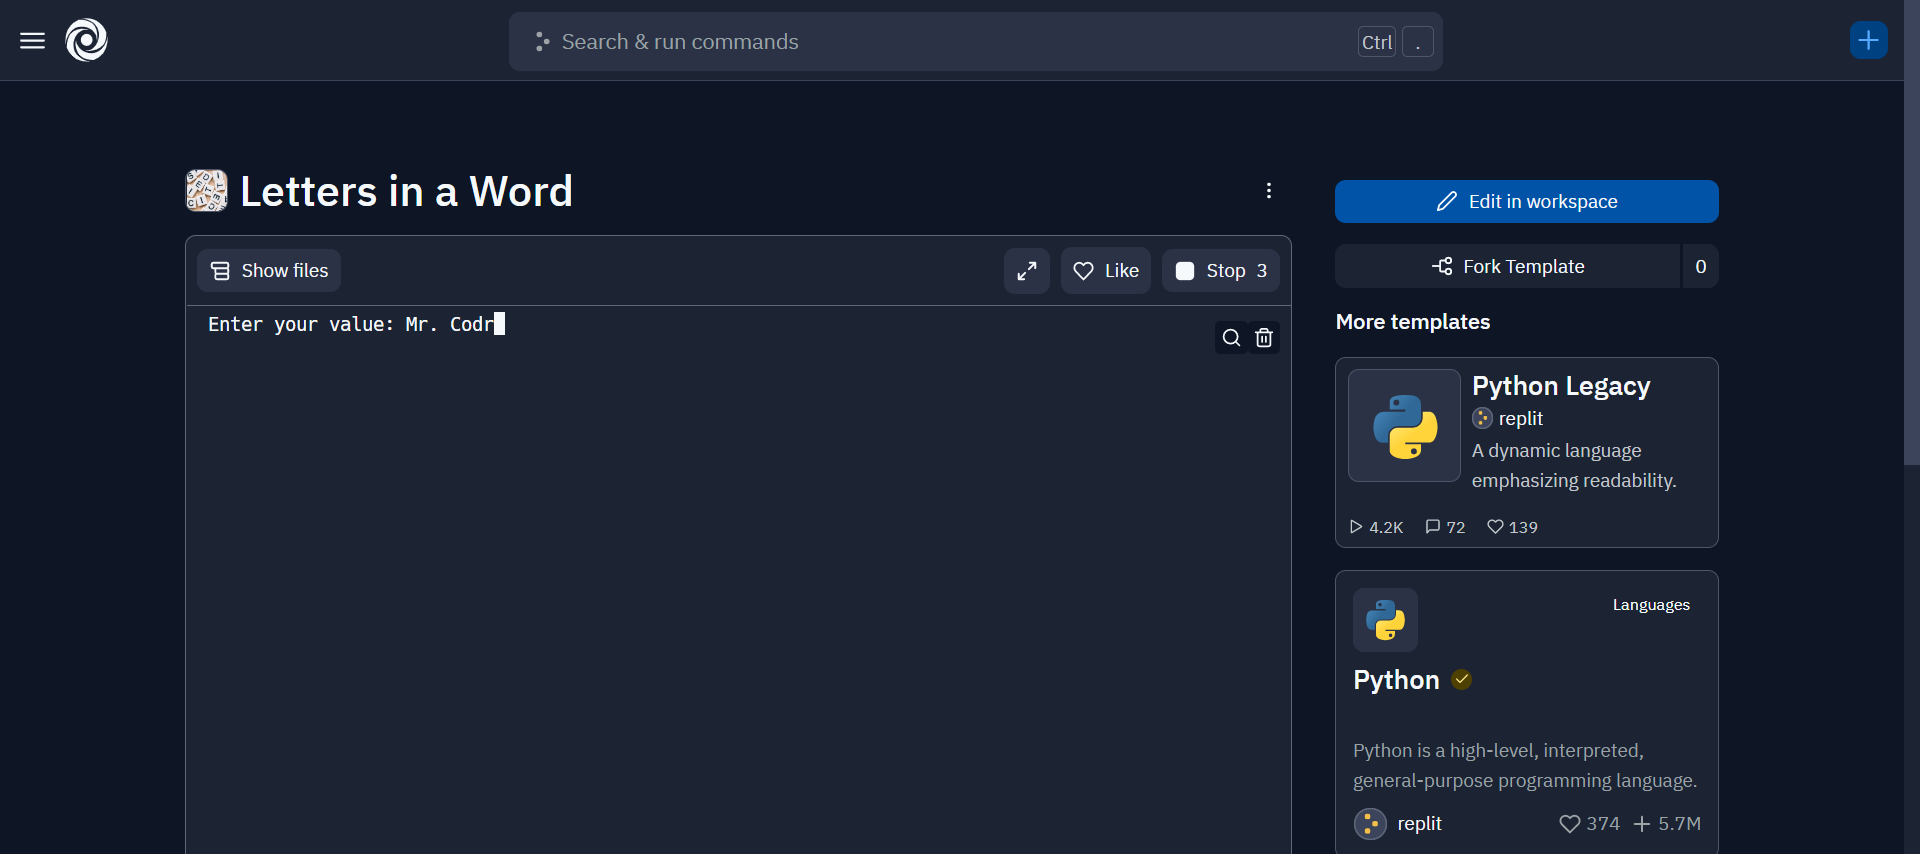 Search & run commands
Ctrl .
Letters in a Word
Show files
Like
Stop 3
Enter your value: Mr. Codr
Edit in workspace
Fork Template
0
More templates
Python Legacy
replit
A dynamic language
emphasizing readability.
4.2K 72 139
Languages
Python
Python is a high-level, interpreted,
general-purpose programming language.
replit
374 5.7M